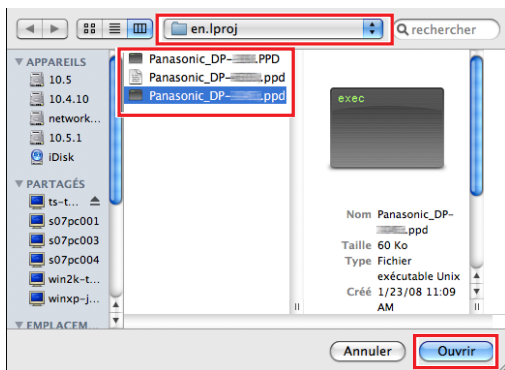 en.lproj
rechercher
APPAREILS
10.5
10.4.10
network...
10.5.1
iDisk
PARTAGÉS
ts-t...
s07pc001
s07pc003
s07pc004
win2k-t...
winxp-j...
EMPLACEM...
Panasonic_DP-     .PPD
Panasonic_DP-     .ppd
Panasonic_DP-     .ppd
exec
Nom Panasonic_DP-
.ppd
Taille 60 Ko
Type Fichier
exécutable Unix
Créé 1/23/08 11:09
AM
Annuler
Ouvrir